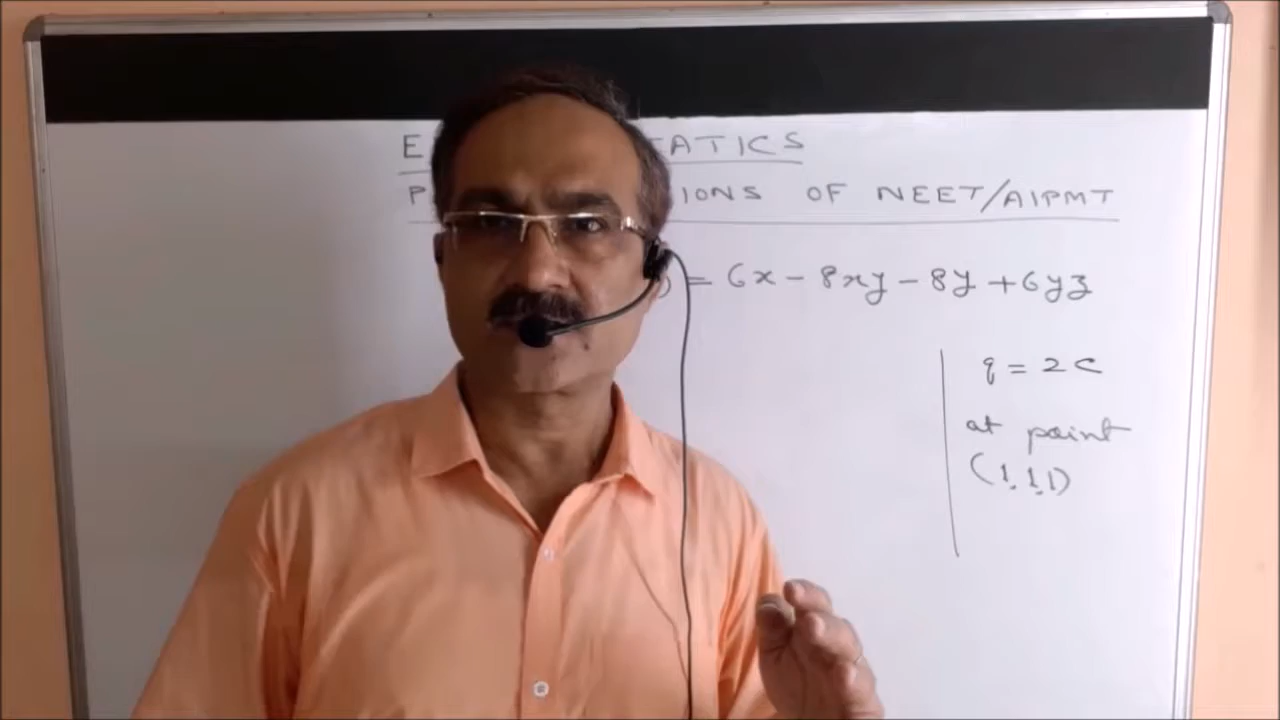 E ATICS
P IONS OF NEET/AIPMT
) = 6x - 8xy - 8y + 6yz
q = 2C
at point
(1,1,1)